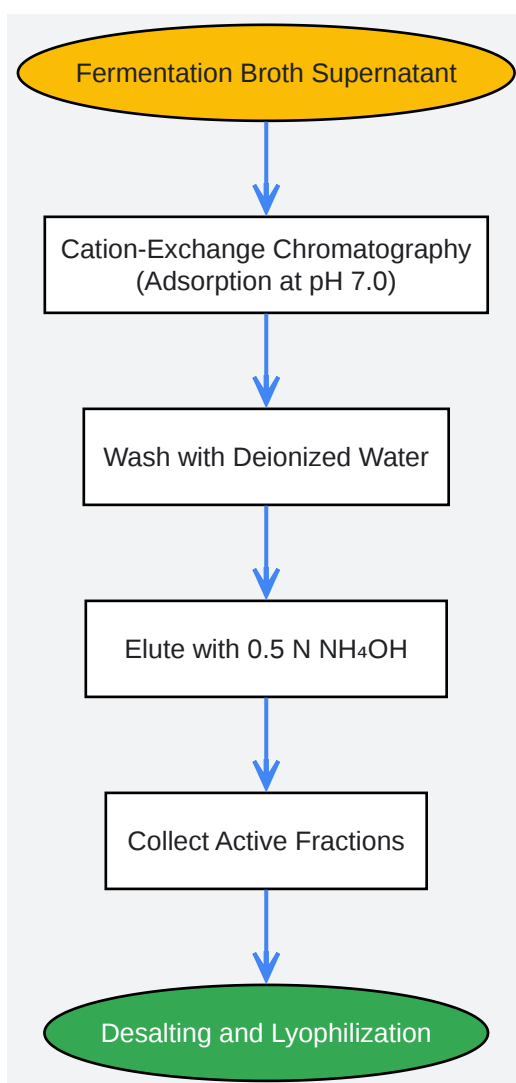 Fermentation Broth Supernatant
Cation-Exchange Chromatography
(Adsorption at pH 7.0)
Wash with Deionized Water
Elute with 0.5 N NH₄OH
Collect Active Fractions
Desalting and Lyophilization